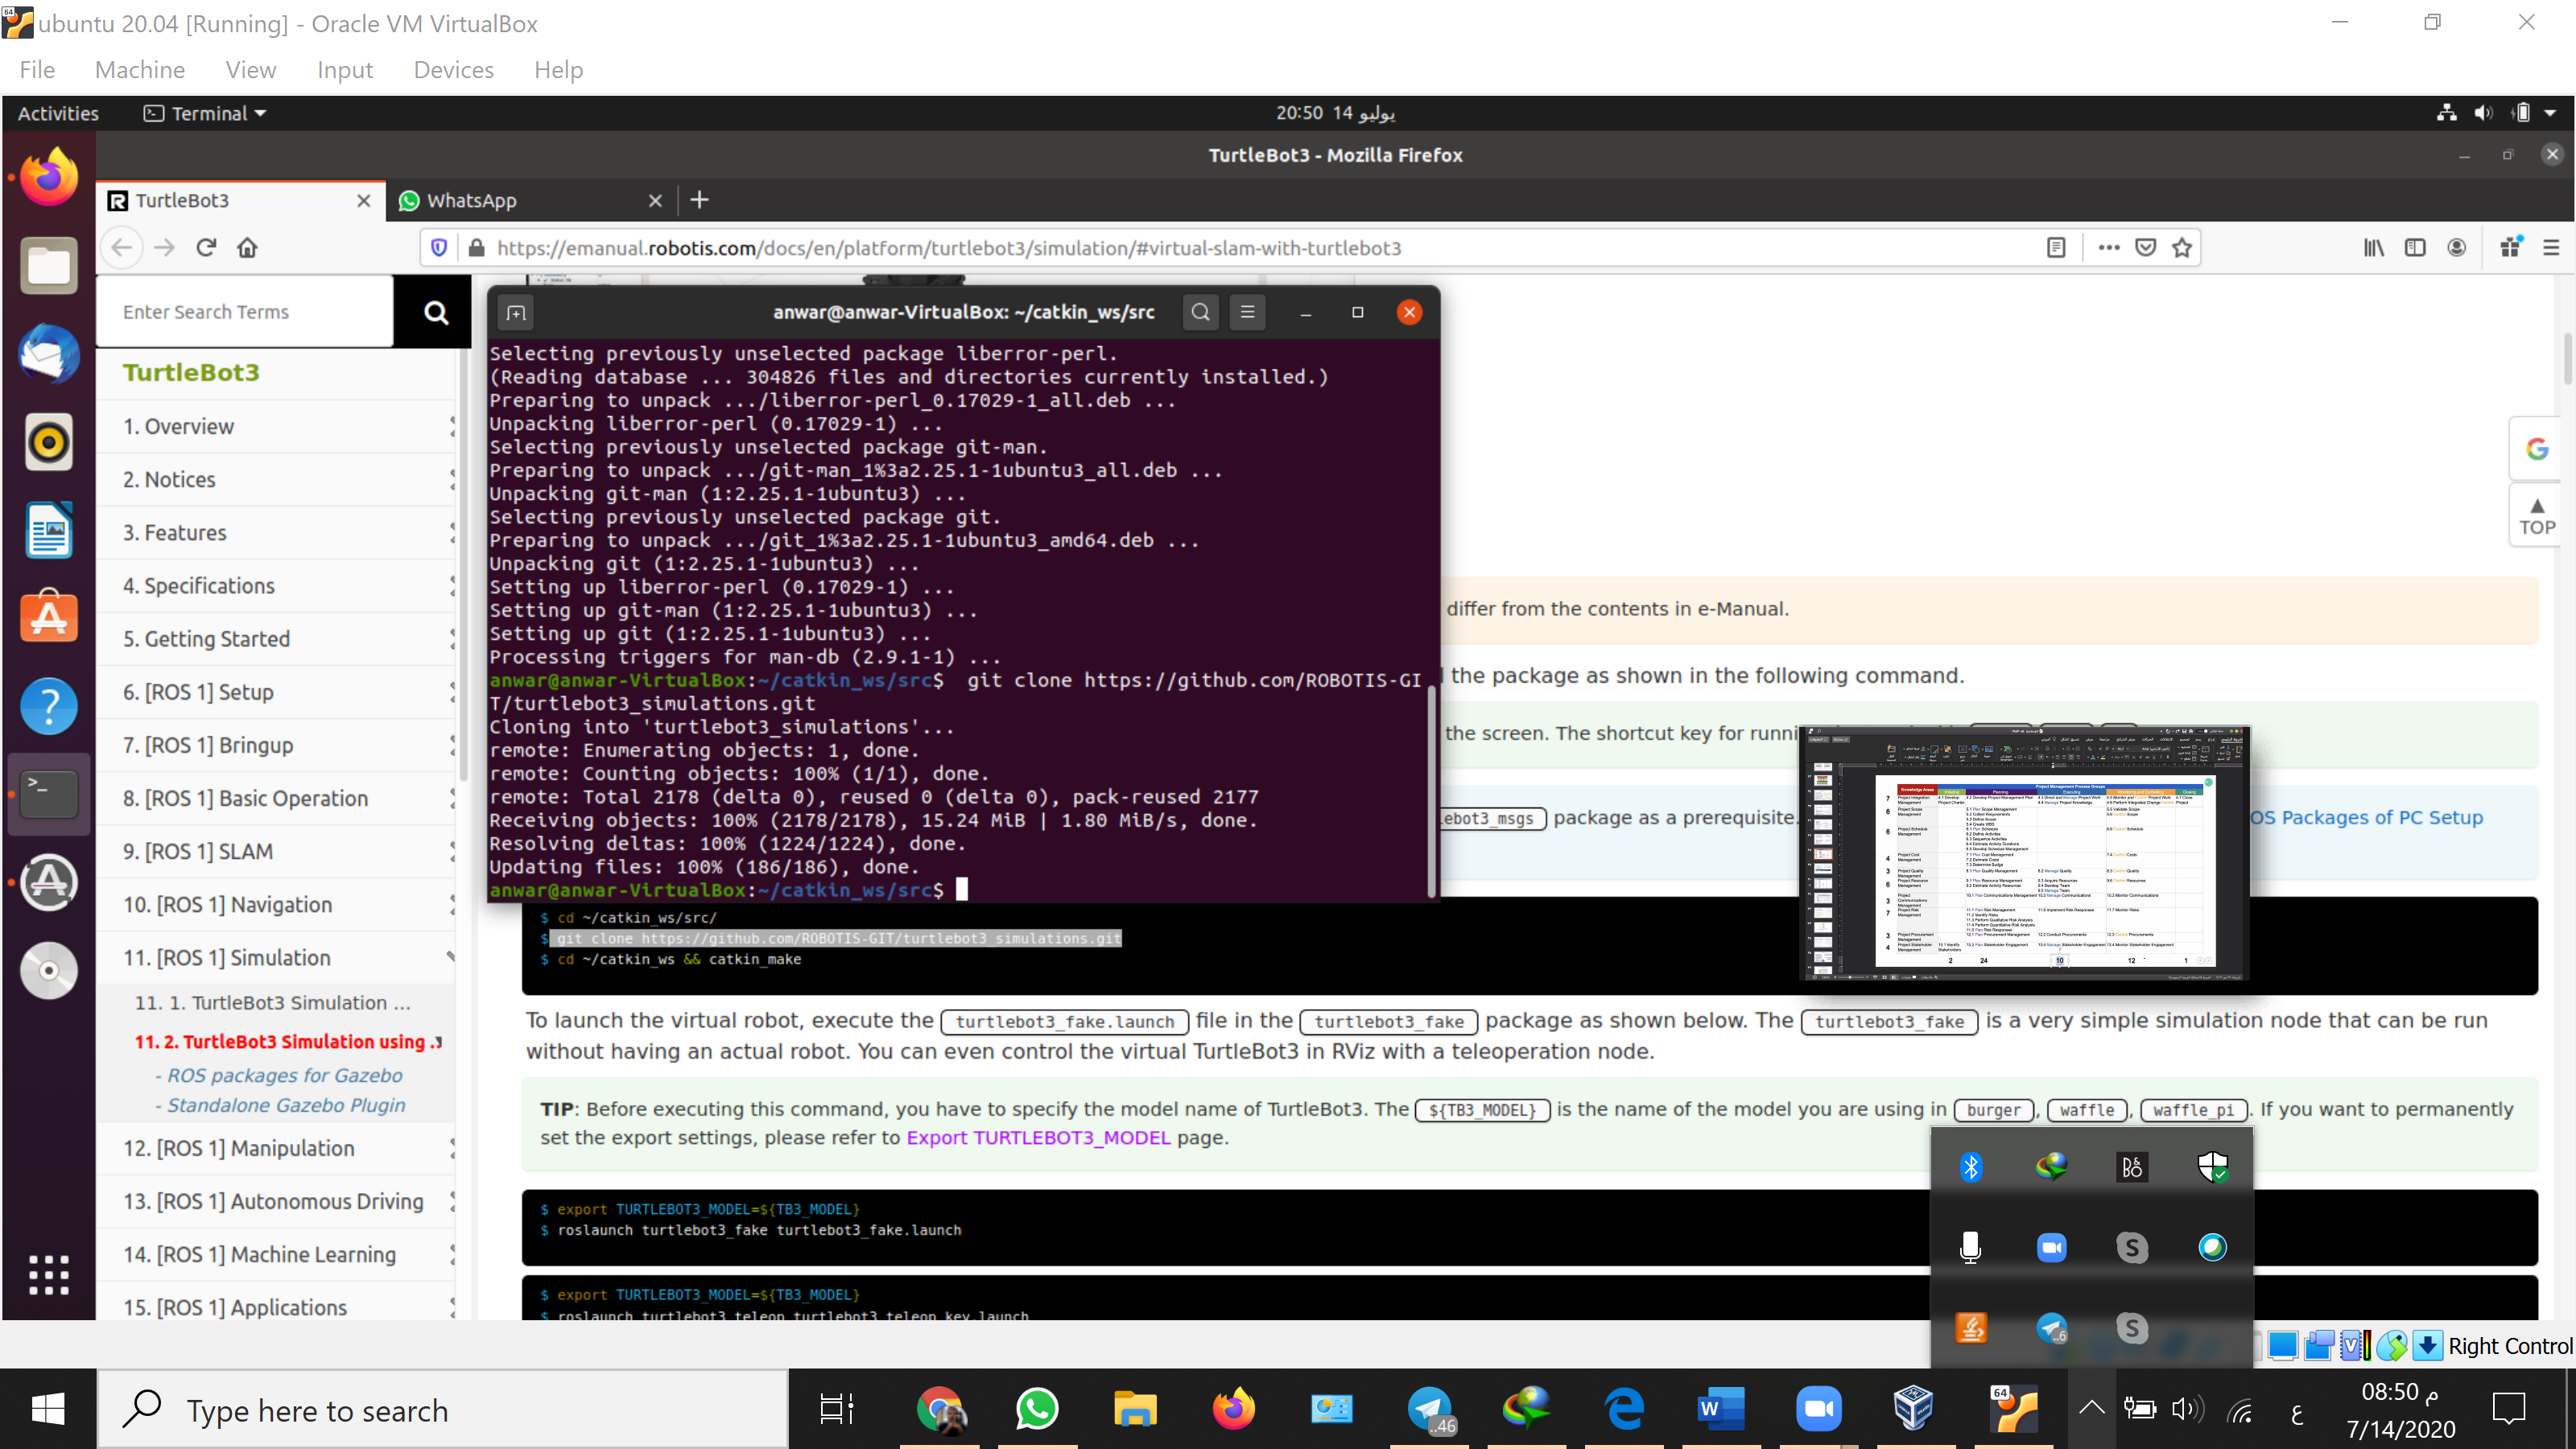 ubuntu 20.04 [Running] - Oracle VM VirtualBox
File Machine View Input Devices Help
Activities Terminal 20:50 14 يوليو
TurtleBot3 - Mozilla Firefox
TurtleBot3 WhatsApp
https://emanual.robotis.com/docs/en/platform/turtlebot3/simulation/#virtual-slam-with-turtlebot3
Enter Search Terms
TurtleBot3
1. Overview
2. Notices
3. Features
4. Specifications
5. Getting Started
6. [ROS 1] Setup
7. [ROS 1] Bringup
8. [ROS 1] Basic Operation
9. [ROS 1] SLAM
10. [ROS 1] Navigation
11. [ROS 1] Simulation
11. 1. TurtleBot3 Simulation ...
11. 2. TurtleBot3 Simulation using ..
- ROS packages for Gazebo
- Standalone Gazebo Plugin
12. [ROS 1] Manipulation
13. [ROS 1] Autonomous Driving
14. [ROS 1] Machine Learning
15. [ROS 1] Applications
anwar@anwar-VirtualBox: ~/catkin_ws/src
Selecting previously unselected package liberror-perl.
(Reading database ... 304826 files and directories currently installed.)
Preparing to unpack .../liberror-perl_0.17029-1_all.deb ...
Unpacking liberror-perl (0.17029-1) ...
Selecting previously unselected package git-man.
Preparing to unpack .../git-man_1%3a2.25.1-1ubuntu3_all.deb ...
Unpacking git-man (1:2.25.1-1ubuntu3) ...
Selecting previously unselected package git.
Preparing to unpack .../git_1%3a2.25.1-1ubuntu3_amd64.deb ...
Unpacking git (1:2.25.1-1ubuntu3) ...
Setting up liberror-perl (0.17029-1) ...
Setting up git-man (1:2.25.1-1ubuntu3) ...
Setting up git (1:2.25.1-1ubuntu3) ...
Processing triggers for man-db (2.9.1-1) ...
anwar@anwar-VirtualBox:~/catkin_ws/src$ git clone https://github.com/ROBOTIS-GI
T/turtlebot3_simulations.git
Cloning into 'turtlebot3_simulations'...
remote: Enumerating objects: 1, done.
remote: Counting objects: 100% (1/1), done.
remote: Total 2178 (delta 0), reused 0 (delta 0), pack-reused 2177
Receiving objects: 100% (2178/2178), 15.24 MiB | 1.80 MiB/s, done.
Resolving deltas: 100% (1224/1224), done.
Updating files: 100% (186/186), done.
anwar@anwar-VirtualBox:~/catkin_ws/src$
TOP
differ from the contents in e-Manual.
the package as shown in the following command.
the screen. The shortcut key for runni
lebot3_msgs package as a prerequisite.
OS Packages of PC Setup
$ cd ~/catkin_ws/src/
$ git clone https://github.com/ROBOTIS-GIT/turtlebot3_simulations.git
$ cd ~/catkin_ws && catkin_make
To launch the virtual robot, execute the turtlebot3_fake.launch file in the turtlebot3_fake package as shown below. The turtlebot3_fake is a very simple simulation node that can be run
without having an actual robot. You can even control the virtual TurtleBot3 in RViz with a teleoperation node.
TIP: Before executing this command, you have to specify the model name of TurtleBot3. The ${TB3_MODEL} is the name of the model you are using in burger, waffle, waffle_pi. If you want to permanently
set the export settings, please refer to Export TURTLEBOT3_MODEL page.
$ export TURTLEBOT3_MODEL=${TB3_MODEL}
$ roslaunch turtlebot3_fake turtlebot3_fake.launch
$ export TURTLEBOT3_MODEL=${TB3_MODEL}
$ roslaunch turtlebot3_teleop turtlebot3_teleop_key.launch
Right Control
Type here to search
..46
64
ع
08:50 م
7/14/2020